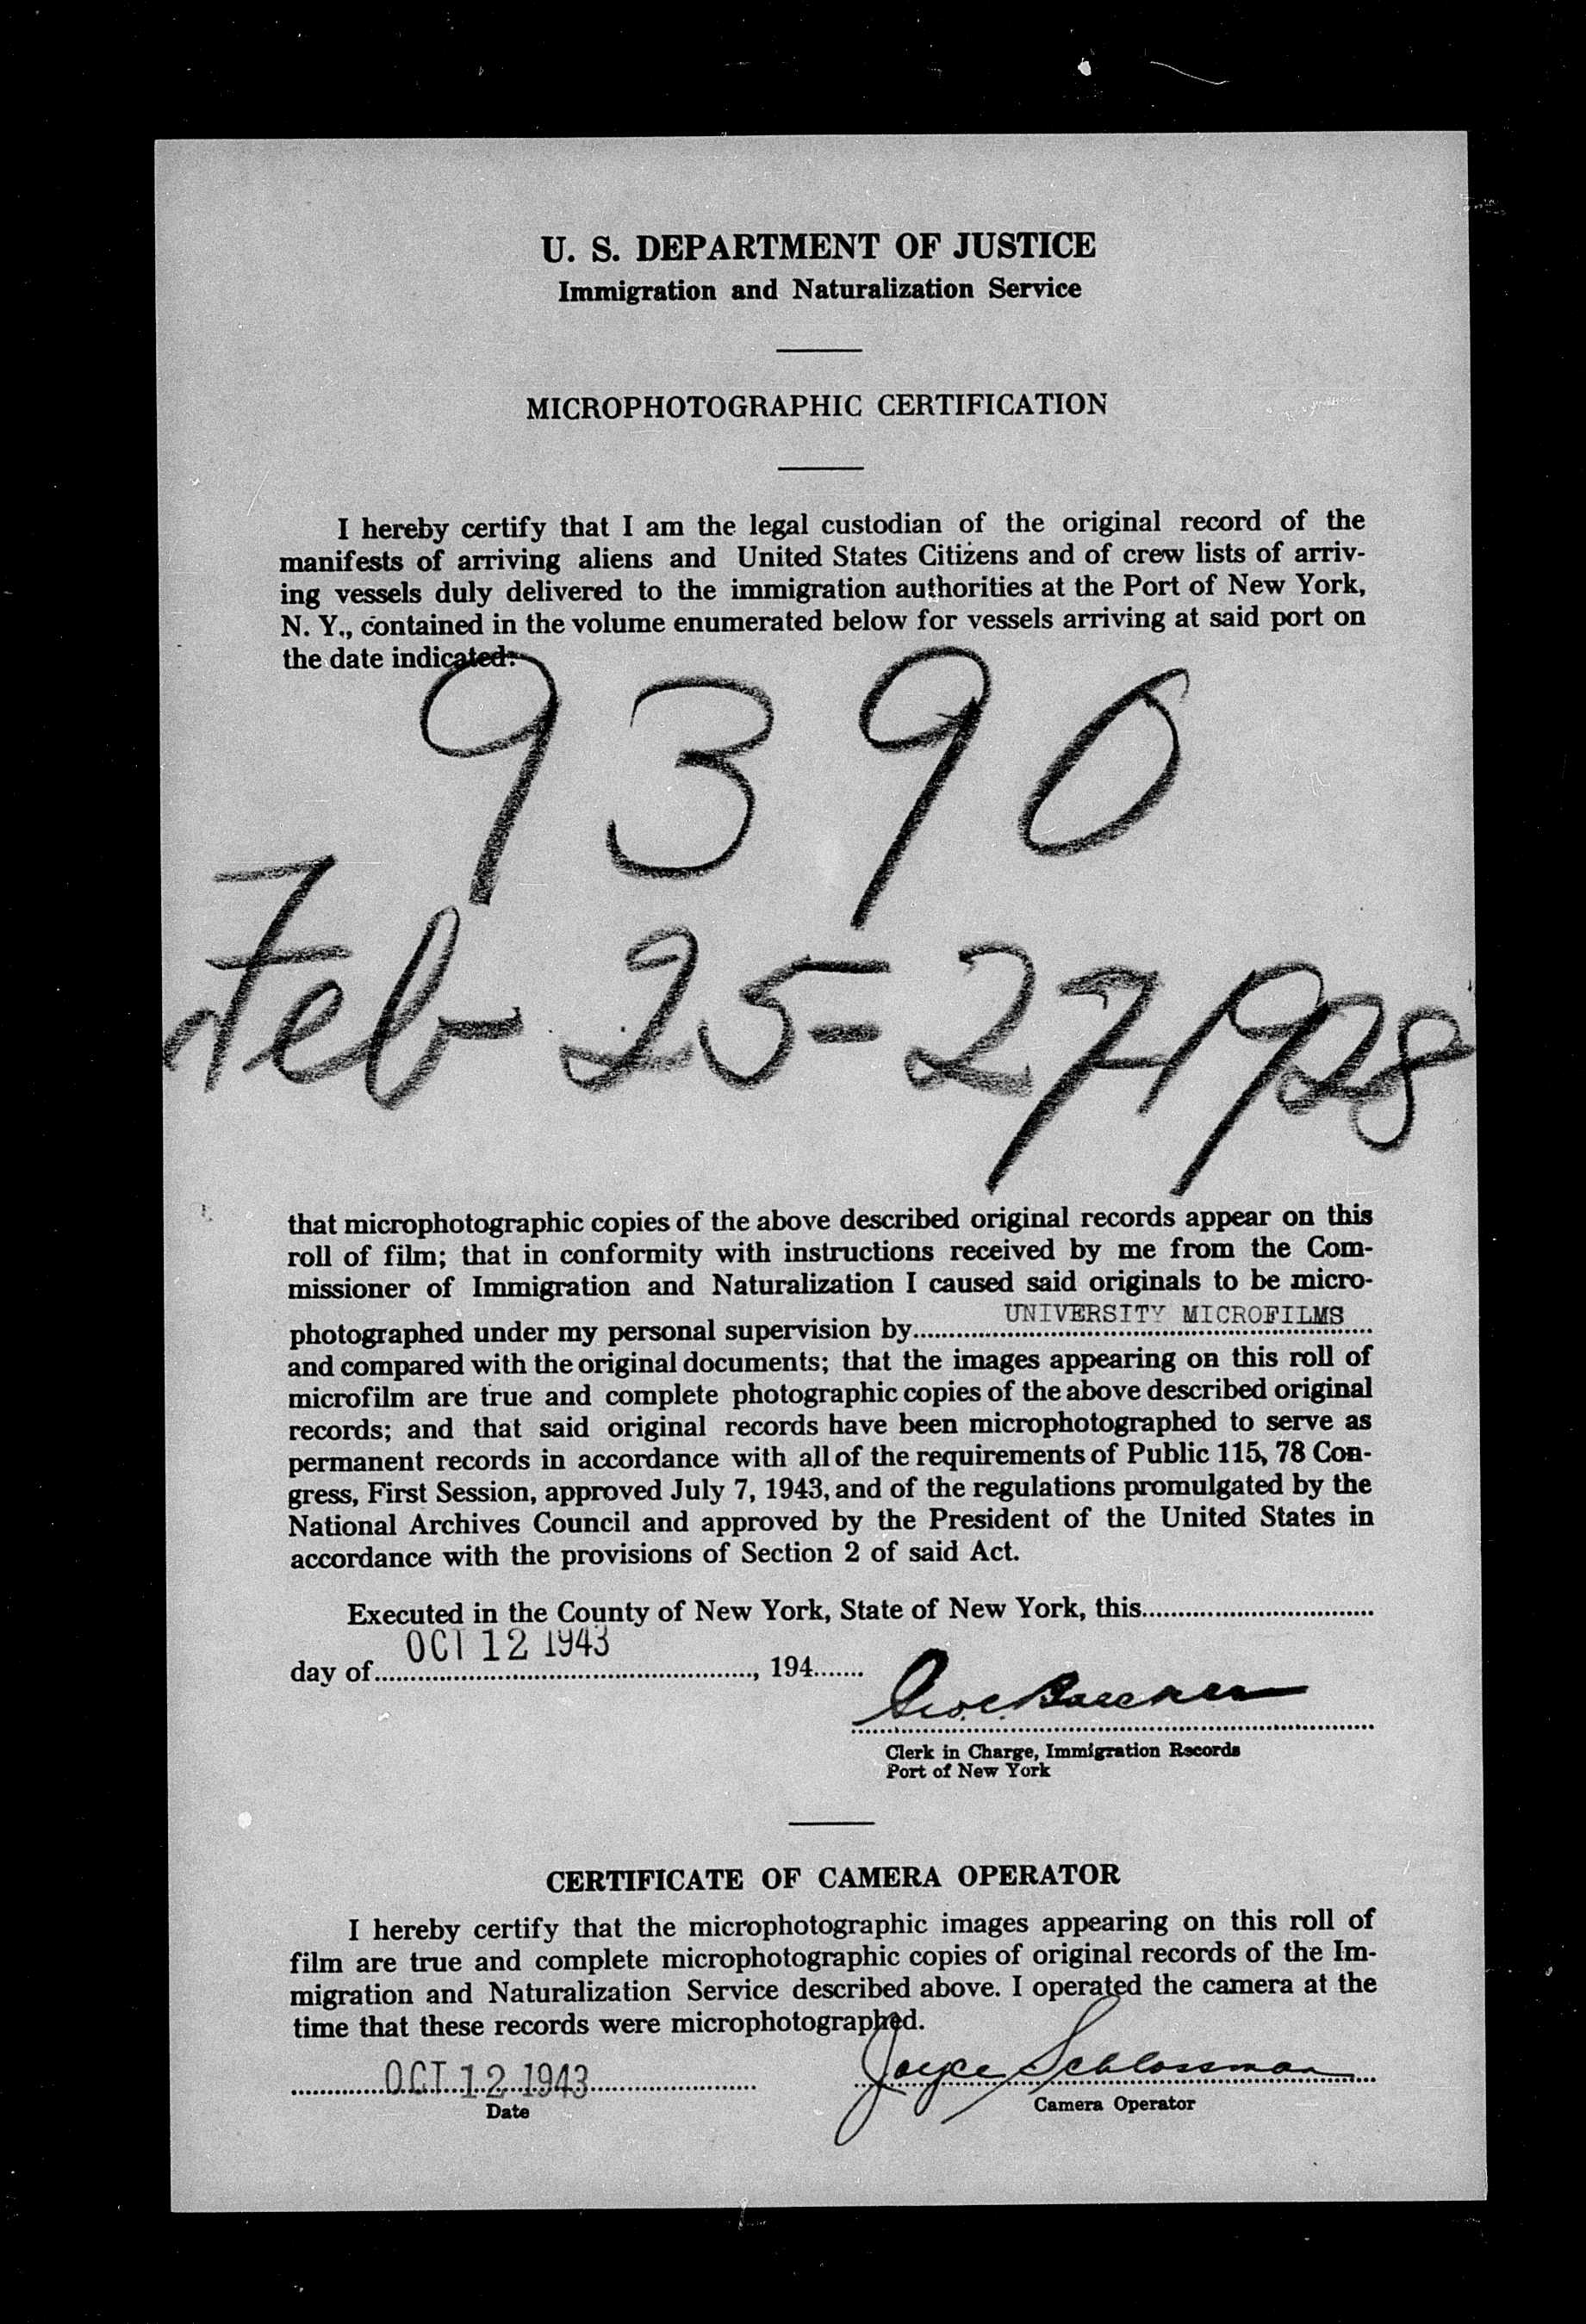 U. S. DEPARTMENT OF JUSTICE
Immigration and Naturalization Service
MICROPHOTOGRAPHIC CERTIFICATION
I hereby certify that I am the legal custodian of the original record of the
manifests of arriving aliens and United States Citizens and of crew lists of arriv-
ing vessels duly delivered to the immigration authorities at the Port of New York,
N. Y., contained in the volume enumerated below for vessels arriving at said port on
the date indicated:
9390
Feb- 25-27-1928
that microphotographic copies of the above described original records appear on this
roll of film; that in conformity with instructions received by me from the Com-
missioner of Immigration and Naturalization I caused said originals to be micro-
photographed under my personal supervision by UNIVERSITY MICROFILMS
and compared with the original documents; that the images appearing on this roll of
microfilm are true and complete photographic copies of the above described original
records; and that said original records have been microphotographed to serve as
permanent records in accordance with all of the requirements of Public 115, 78 Con-
gress, First Session, approved July 7, 1943, and of the regulations promulgated by the
National Archives Council and approved by the President of the United States in
accordance with the provisions of Section 2 of said Act.
Executed in the County of New York, State of New York, this
day of OCT 12 1943, 194
Clerk in Charge, Immigration Records
Port of New York
CERTIFICATE OF CAMERA OPERATOR
I hereby certify that the microphotographic images appearing on this roll of
film are true and complete microphotographic copies of original records of the Im-
migration and Naturalization Service described above. I operated the camera at the
time that these records were microphotographed.
OCT 12 1943 Joyce Schlossman
Date Camera Operator